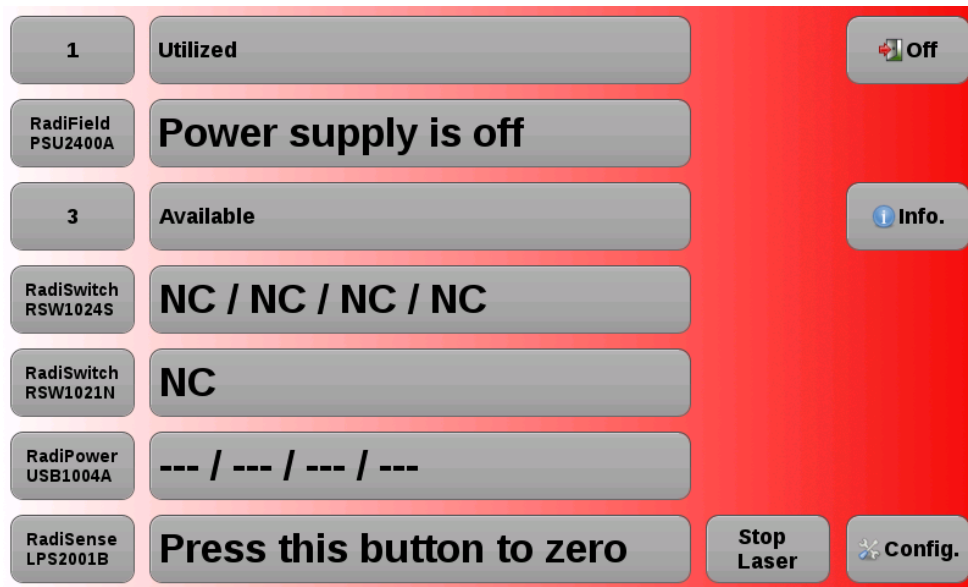 1
Utilized
Off
RadiField
PSU2400A
Power supply is off
3
Available
Info.
RadiSwitch
RSW1024S
NC / NC / NC / NC
RadiSwitch
RSW1021N
NC
RadiPower
USB1004A
--- / --- / --- / ---
RadiSense
LPS2001B
Press this button to zero
Stop
Laser
Config.